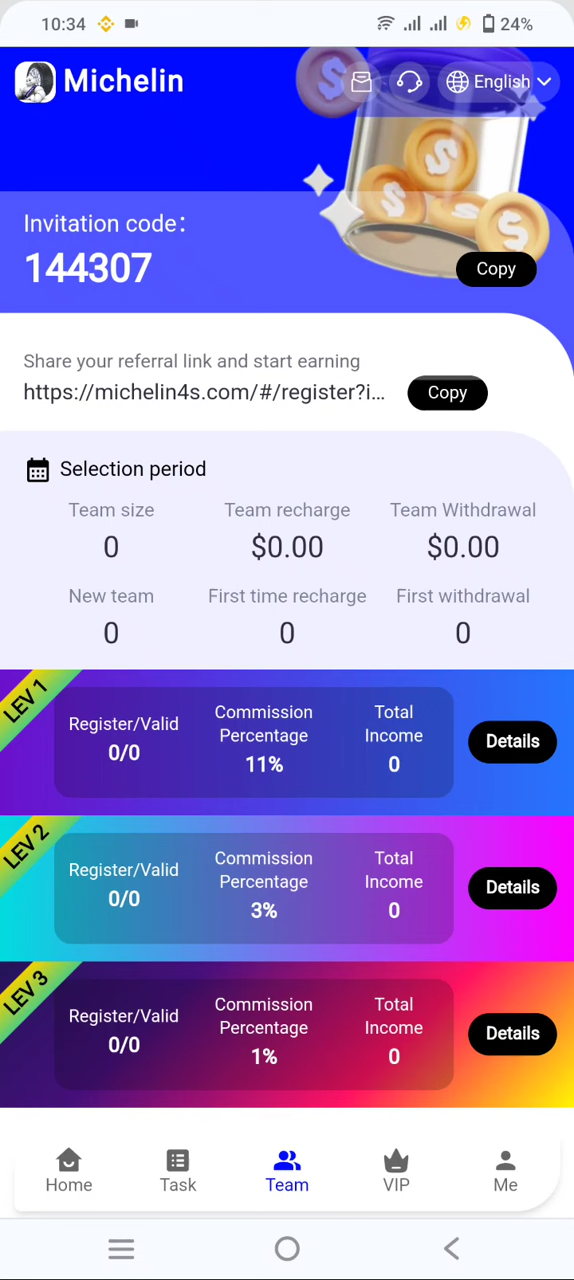 10:34 24%
Michelin English
Invitation code：
144307
Copy
Share your referral link and start earning
https://michelin4s.com/#/register?i... Copy
Selection period
Team size Team recharge Team Withdrawal
0 $0.00 $0.00
New team First time recharge First withdrawal
0 0 0
LEV 1
Register/Valid Commission Percentage Total Income
0/0 11% 0
Details
LEV 2
Register/Valid Commission Percentage Total Income
0/0 3% 0
Details
LEV 3
Register/Valid Commission Percentage Total Income
0/0 1% 0
Details
Home Task Team VIP Me